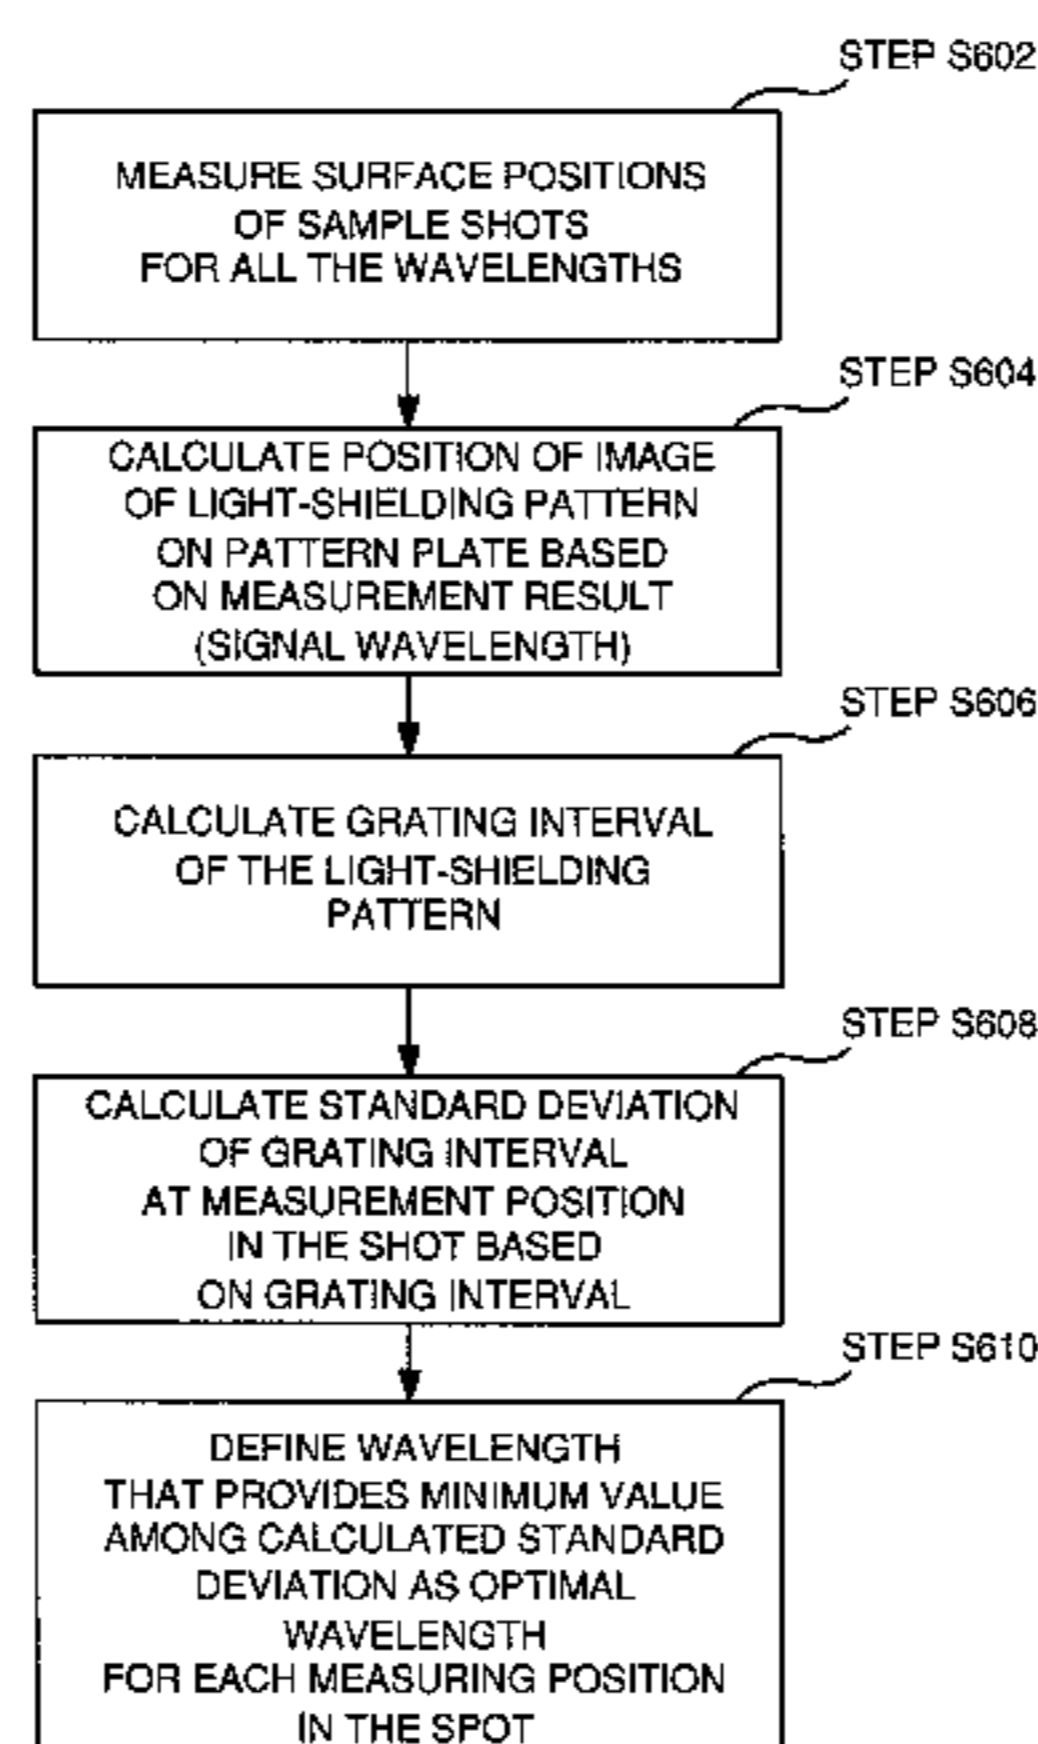 STEP S602
MEASURE SURFACE POSITIONS
OF SAMPLE SHOTS
FOR ALL THE WAVELENGTHS
STEP S604
CALCULATE POSITION OF IMAGE
OF LIGHT-SHIELDING PATTERN
ON PATTERN PLATE BASED
ON MEASUREMENT RESULT
(SIGNAL WAVELENGTH)
STEP S606
CALCULATE GRATING INTERVAL
OF THE LIGHT-SHIELDING
PATTERN
STEP S608
CALCULATE STANDARD DEVIATION
OF GRATING INTERVAL
AT MEASUREMENT POSITION
IN THE SHOT BASED
ON GRATING INTERVAL
STEP S610
DEFINE WAVELENGTH
THAT PROVIDES MINIMUM VALUE
AMONG CALCULATED STANDARD
DEVIATION AS OPTIMAL
WAVELENGTH
FOR EACH MEASURING POSITION
IN THE SPOT